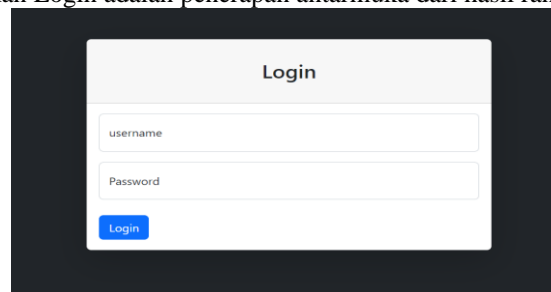 Login adalah penerapan antarmuka dari hasil
Login
username
Password
Login